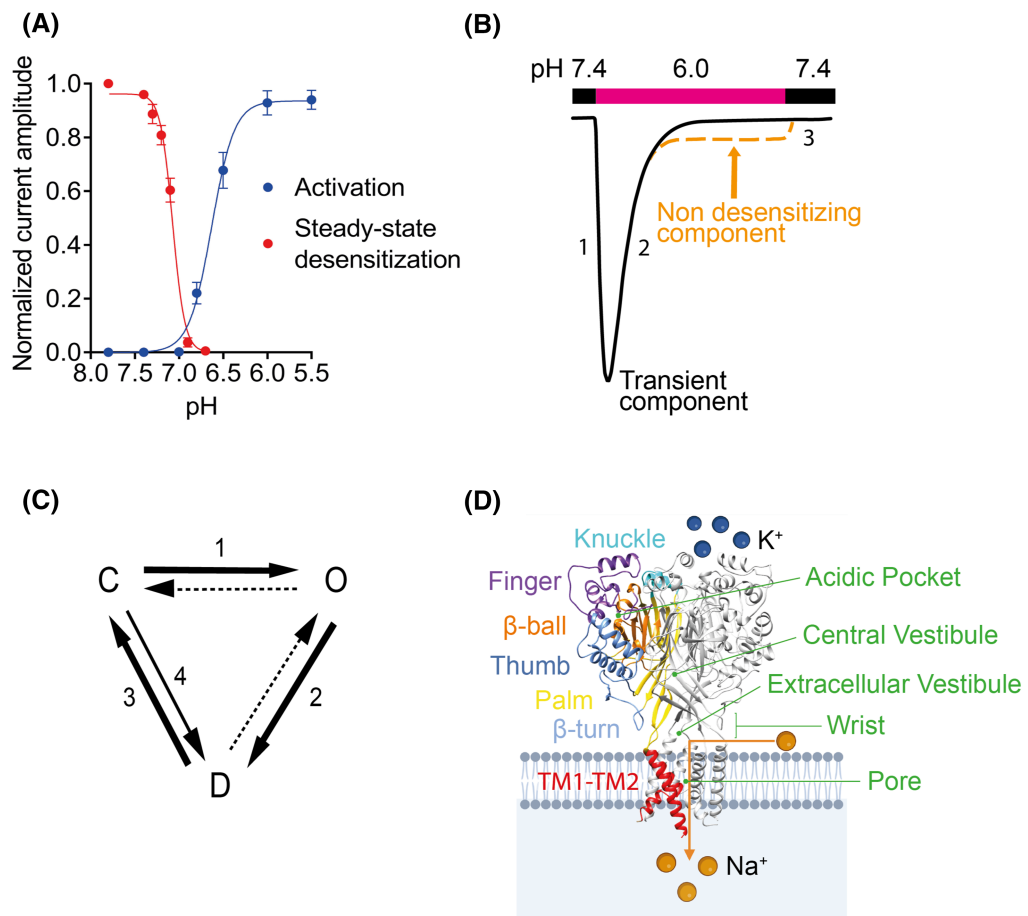 (A)
Normalized current amplitude
1.0
0.8
0.6
0.4
0.2
0.0
8.0 7.5 7.0 6.5 6.0 5.5
pH
Activation
Steady-state
desensitization
(B)
pH 7.4 6.0 7.4
1
2
3
Non desensitizing
component
Transient
component
(C)
1
C
O
4
3
2
D
(D)
Knuckle
K+
Finger
Acidic Pocket
β-ball
Central Vestibule
Thumb
Extracellular Vestibule
Palm
β-turn
Wrist
TM1-TM2
Pore
Na+